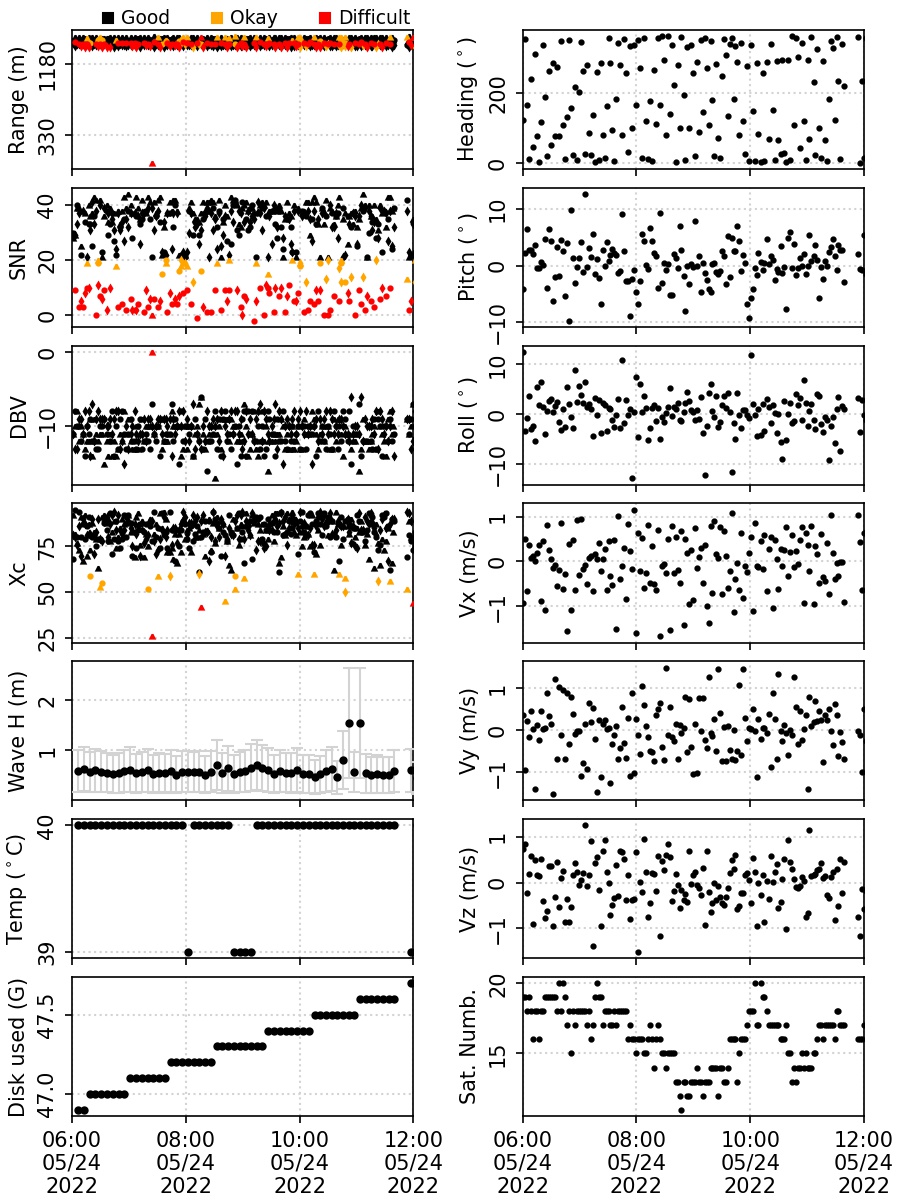 Good Okay Difficult
Range (m)
1180
330
Heading (°)
200
0
SNR
40
20
0
Pitch (°)
10
0
−10
DBV
0
−10
Roll (°)
10
0
−10
Xc
75
50
25
Vx (m/s)
1
0
−1
Wave H (m)
2
1
Vy (m/s)
1
0
−1
Temp (°C)
40
39
Vz (m/s)
1
0
−1
Disk used (G)
47.5
47.0
Sat. Numb.
20
15
06:00 08:00 10:00 12:00
05/24 05/24 05/24 05/24
2022 2022 2022 2022
06:00 08:00 10:00 12:00
05/24 05/24 05/24 05/24
2022 2022 2022 2022